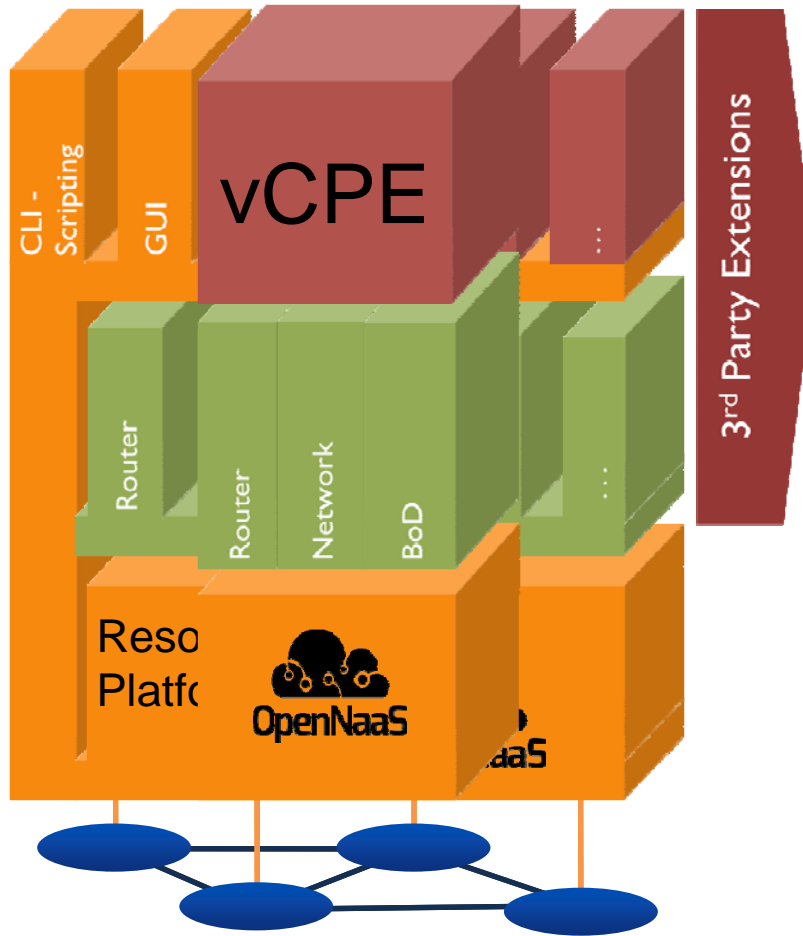 CLI -
Scripting
GUI
vCPE
...
3rd Party Extensions
Router
Router
Network
BoD
...
Reso
Platfo
OpenNaaS
aaS